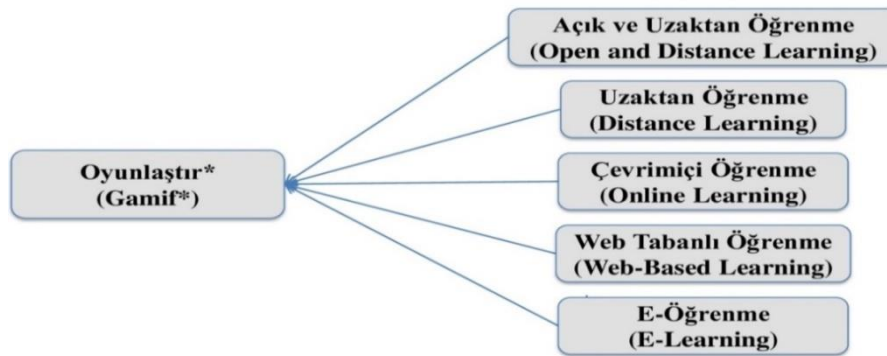 Açık ve Uzaktan Öğrenme
(Open and Distance Learning)
Uzaktan Öğrenme
(Distance Learning)
Oyunlaştır*
(Gamif*)
Çevrimiçi Öğrenme
(Online Learning)
Web Tabanlı Öğrenme
(Web-Based Learning)
E-Öğrenme
(E-Learning)